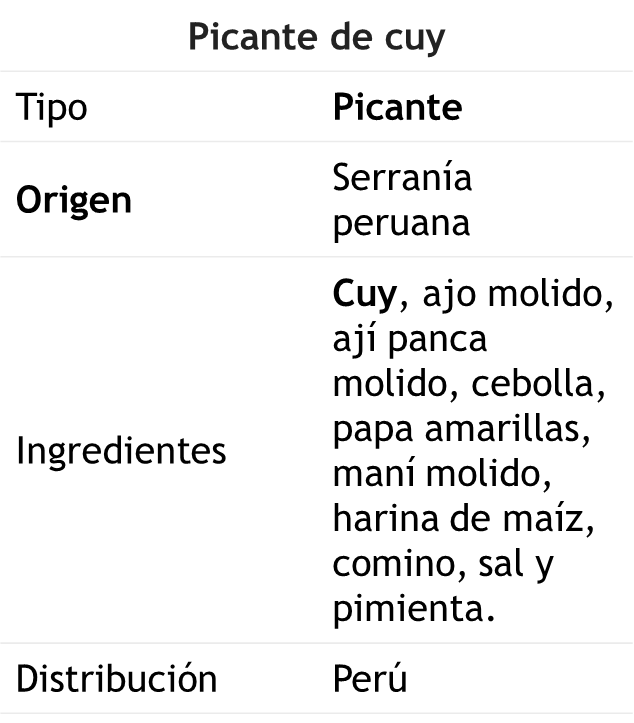 Picante de cuy
Tipo
Picante
Origen
Serranía
peruana
Ingredientes
Cuy, ajo molido,
ají panca
molido, cebolla,
papa amarillas,
maní molido,
harina de maíz,
comino, sal y
pimienta.
Distribución
Perú